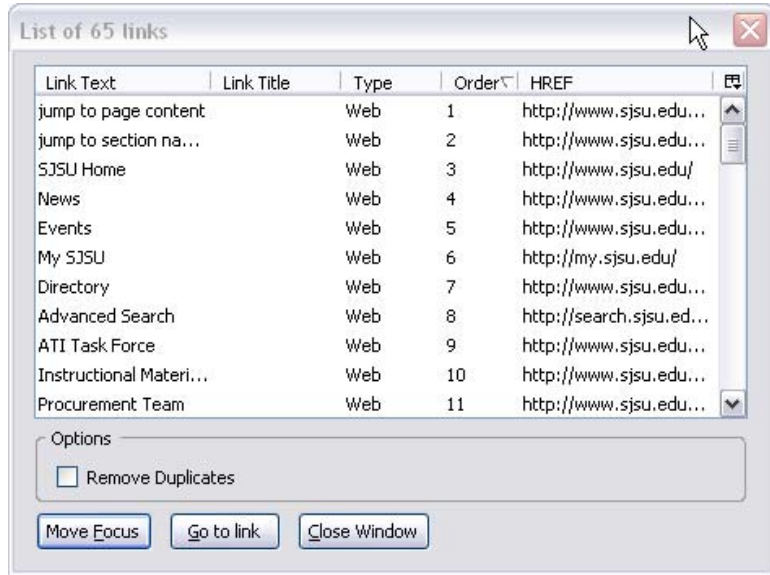 List of 65 links
Link Text Link Title Type Order HREF
jump to page content Web 1 http://www.sjsu.edu...
jump to section na... Web 2 http://www.sjsu.edu...
SJSU Home Web 3 http://www.sjsu.edu/
News Web 4 http://www.sjsu.edu...
Events Web 5 http://www.sjsu.edu...
My SJSU Web 6 http://my.sjsu.edu/
Directory Web 7 http://www.sjsu.edu...
Advanced Search Web 8 http://search.sjsu.ed...
ATI Task Force Web 9 http://www.sjsu.edu...
Instructional Materi... Web 10 http://www.sjsu.edu...
Procurement Team Web 11 http://www.sjsu.edu...
Options
Remove Duplicates
Move Focus Go to link Close Window